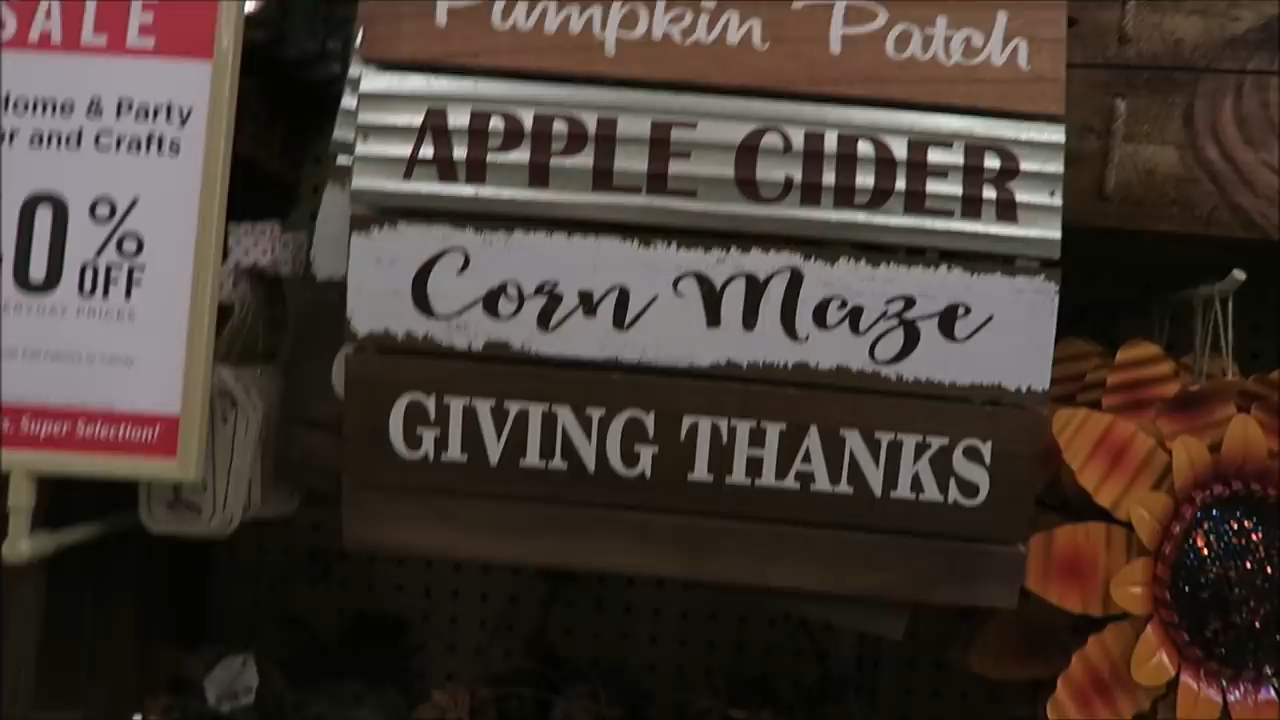 SALE
Home & Party
and Crafts
0%
OFF
Super Selection!
Pumpkin Patch
APPLE CIDER
Corn Maze
GIVING THANKS